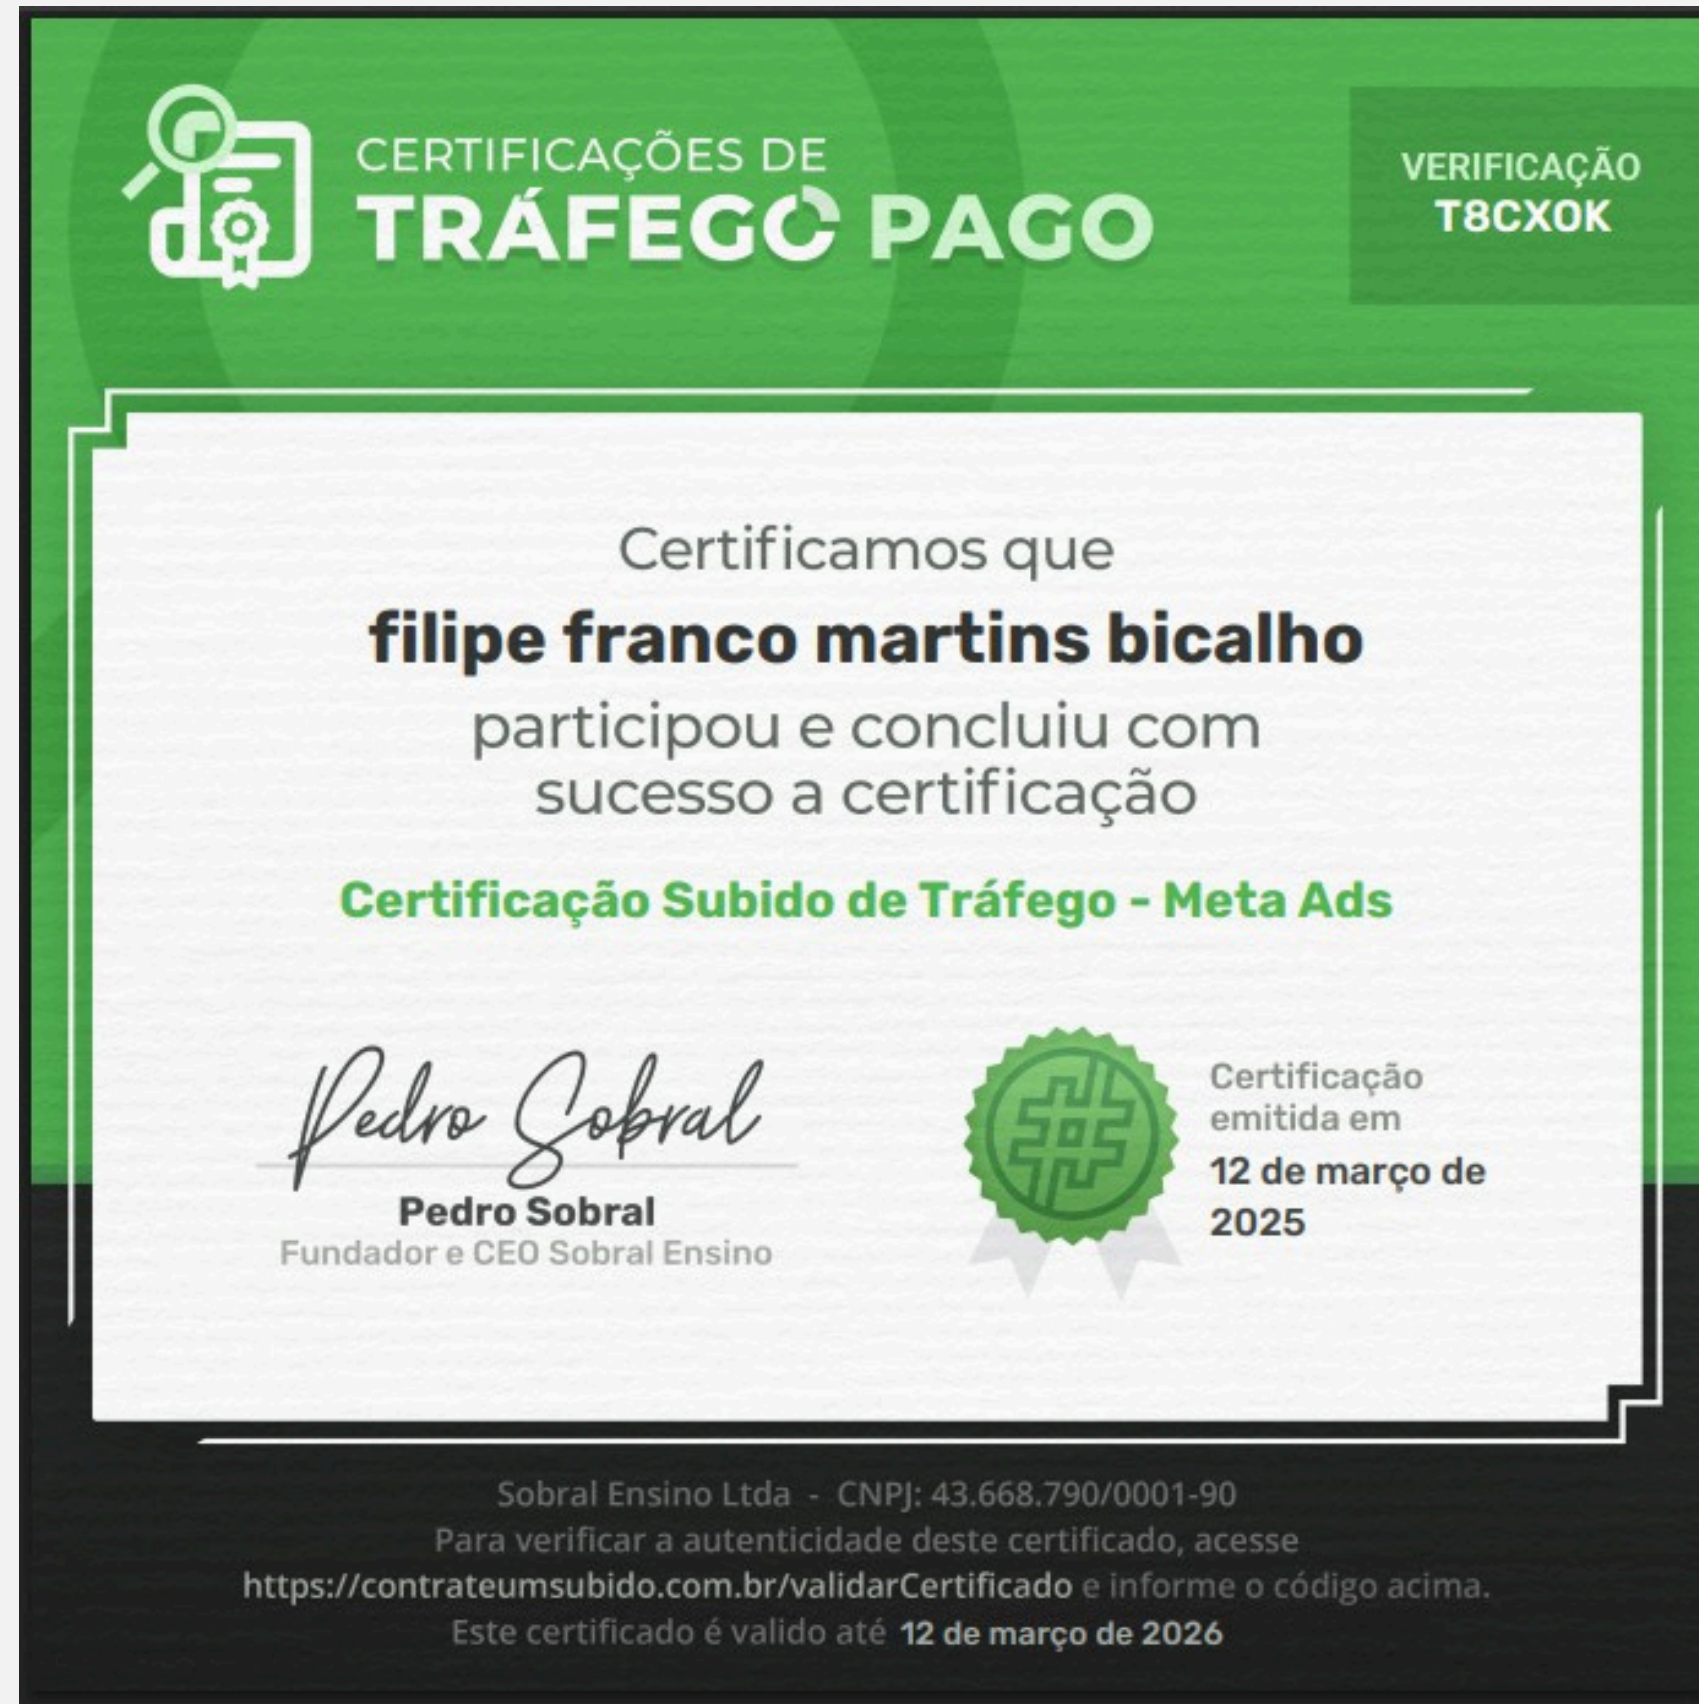 CERTIFICAÇÕES DE
TRÁFEGO PAGO
VERIFICAÇÃO
T8CX0K
Certificamos que
filipe franco martins bicalho
participou e concluiu com
sucesso a certificação
Certificação Subido de Tráfego - Meta Ads
Pedro Sobral
Pedro Sobral
Fundador e CEO Sobral Ensino
Certificação
emitida em
12 de março de
2025
Sobral Ensino Ltda - CNPJ: 43.668.790/0001-90
Para verificar a autenticidade deste certificado, acesse
https://contrateumsubido.com.br/validarCertificado e informe o código acima.
Este certificado é valido até 12 de março de 2026